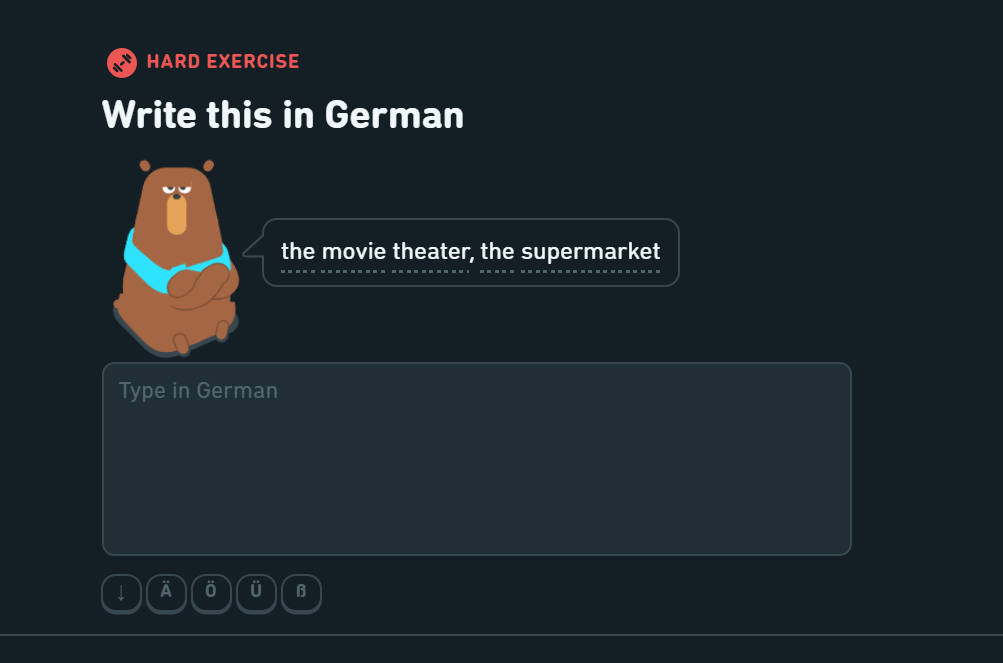 HARD EXERCISE
Write this in German
the movie theater, the supermarket
Type in German
↓ Ä Ö Ü ß